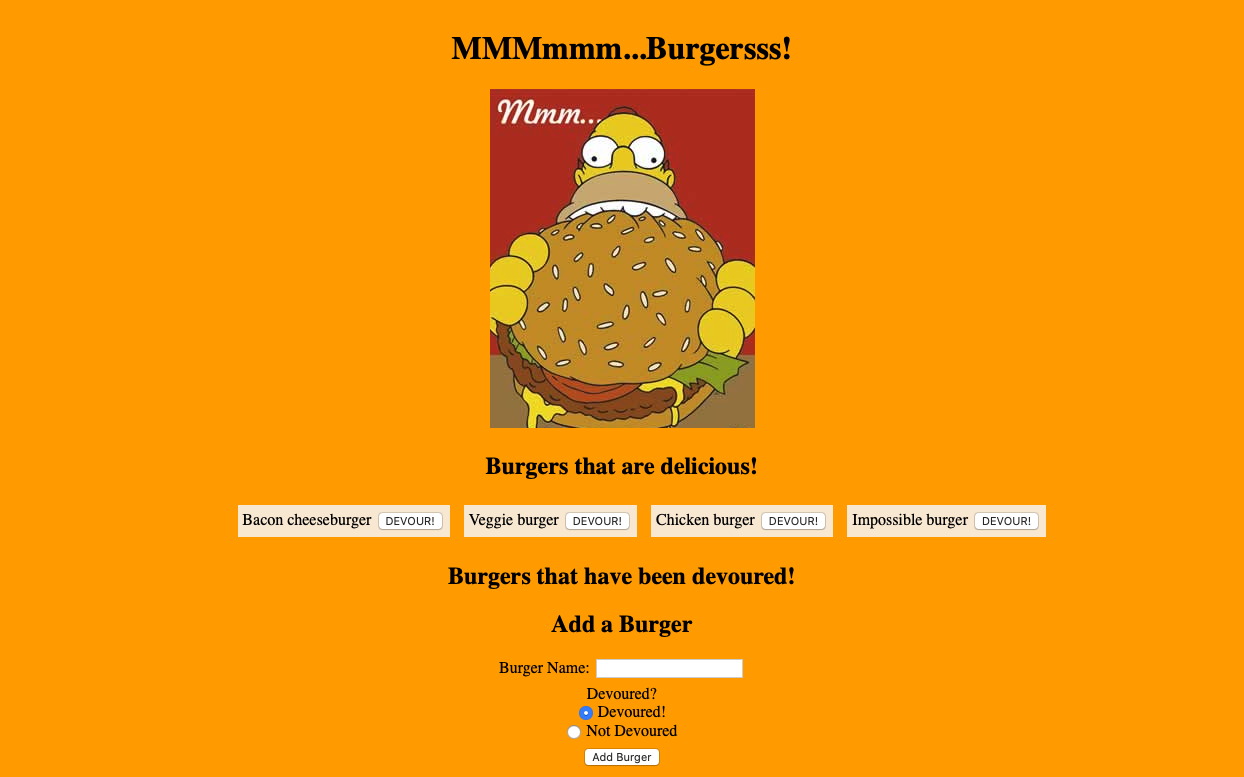 MMMmmm...Burgersss!
Mmm...
Burgers that are delicious!
Bacon cheeseburger DEVOUR! Veggie burger DEVOUR! Chicken burger DEVOUR! Impossible burger DEVOUR!
Burgers that have been devoured!
Add a Burger
Burger Name:
Devoured?
Devoured!
Not Devoured
Add Burger